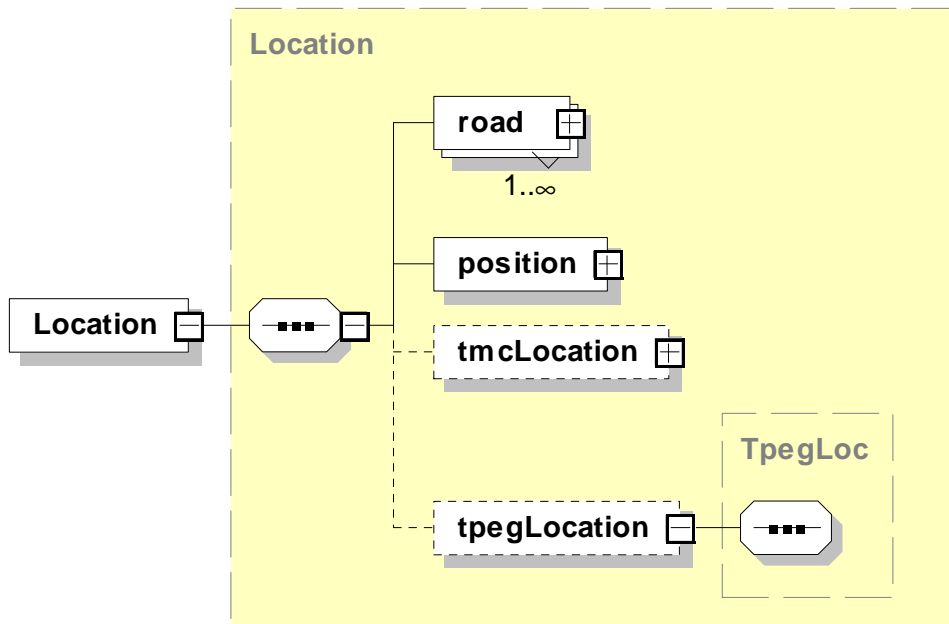 Location
road
1..∞
position
Location
tmcLocation
TpegLoc
tpegLocation